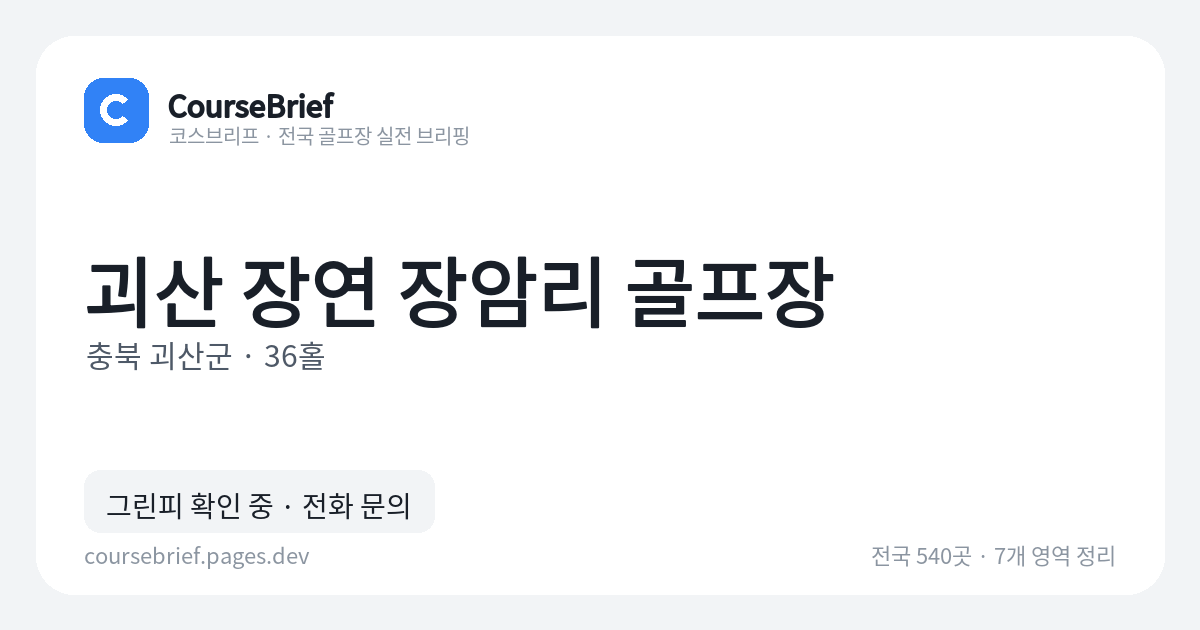 C
CourseBrief
코스브리프 · 전국 골프장 실전 브리핑
괴산 장연 장암리 골프장
충북 괴산군 · 36홀
그린피 확인 중 · 전화 문의
coursebrief.pages.dev
전국 540곳 · 7개 영역 정리